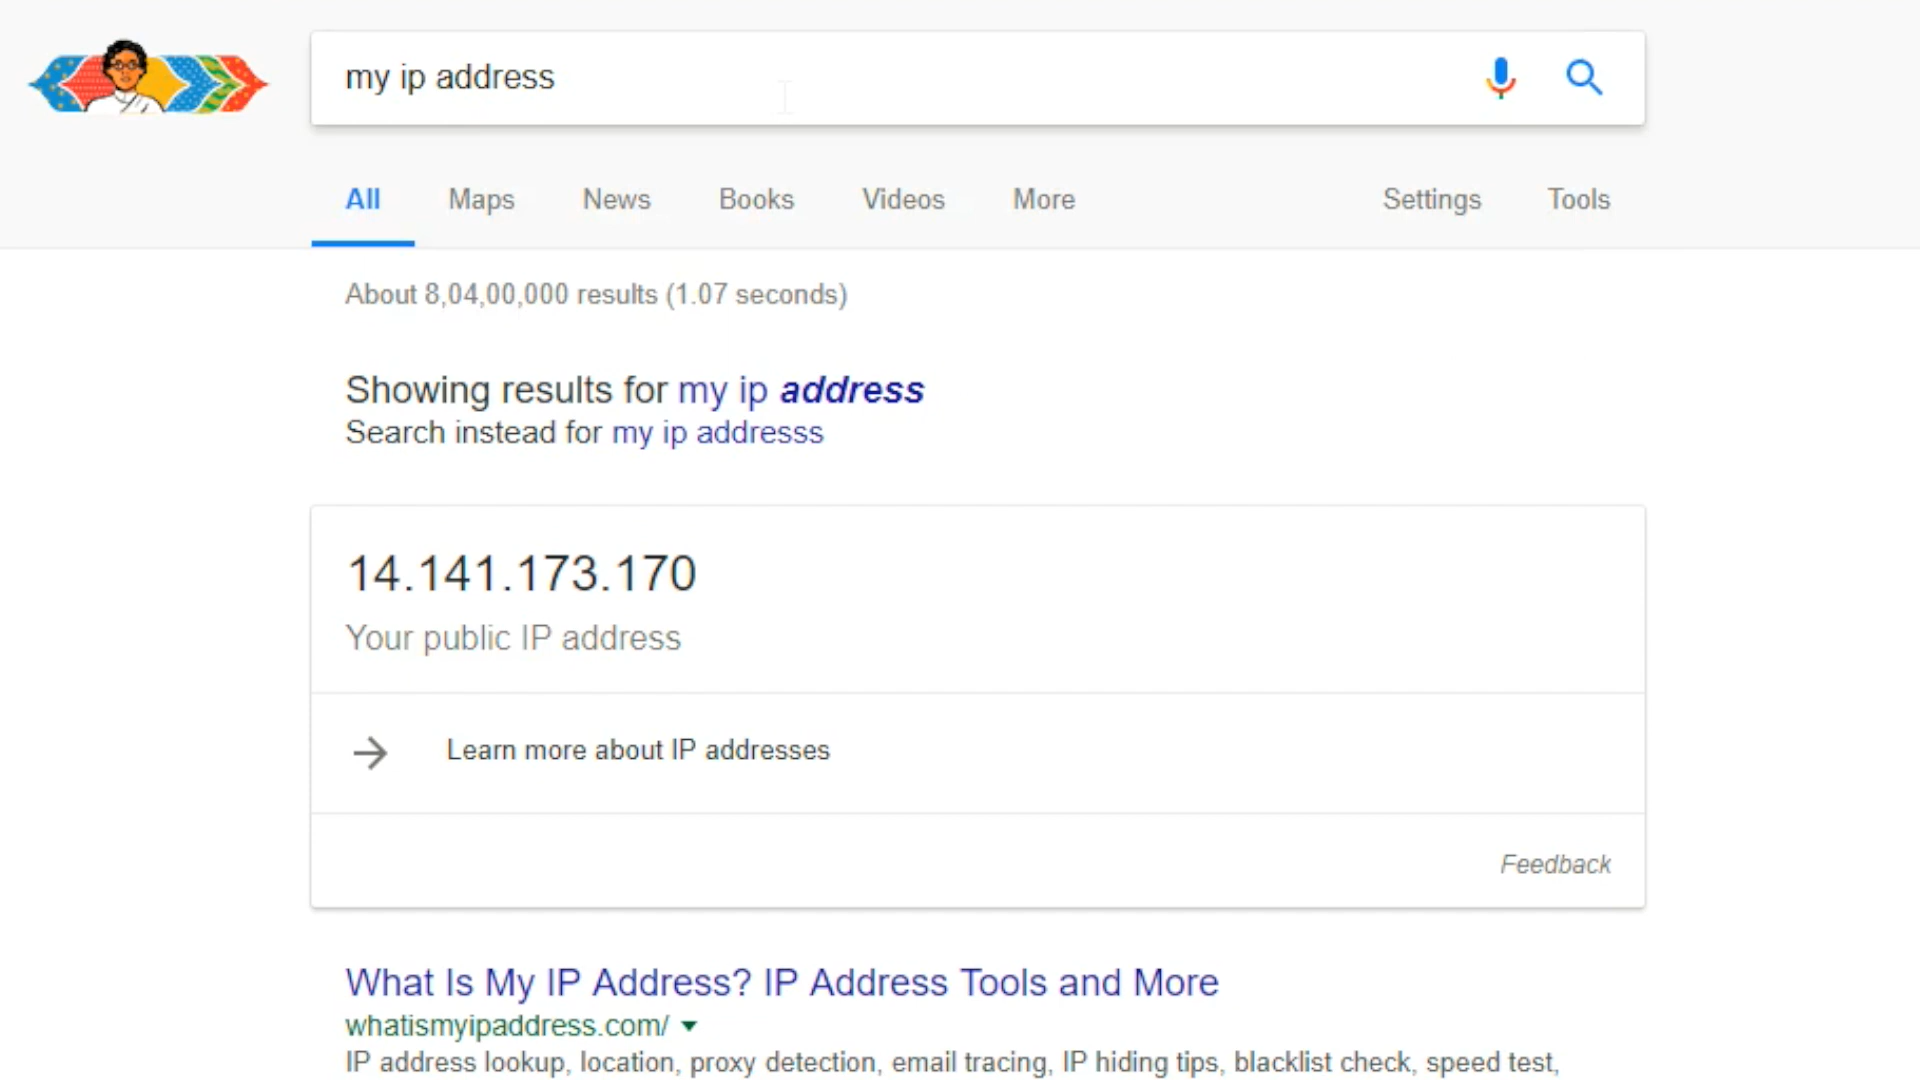 my ip address
All Maps News Books Videos More Settings Tools
About 8,04,00,000 results (1.07 seconds)
Showing results for my ip address
Search instead for my ip addresss
14.141.173.170
Your public IP address
Learn more about IP addresses
Feedback
What Is My IP Address? IP Address Tools and More
whatismyipaddress.com/
IP address lookup, location, proxy detection, email tracing, IP hiding tips, blacklist check, speed test,